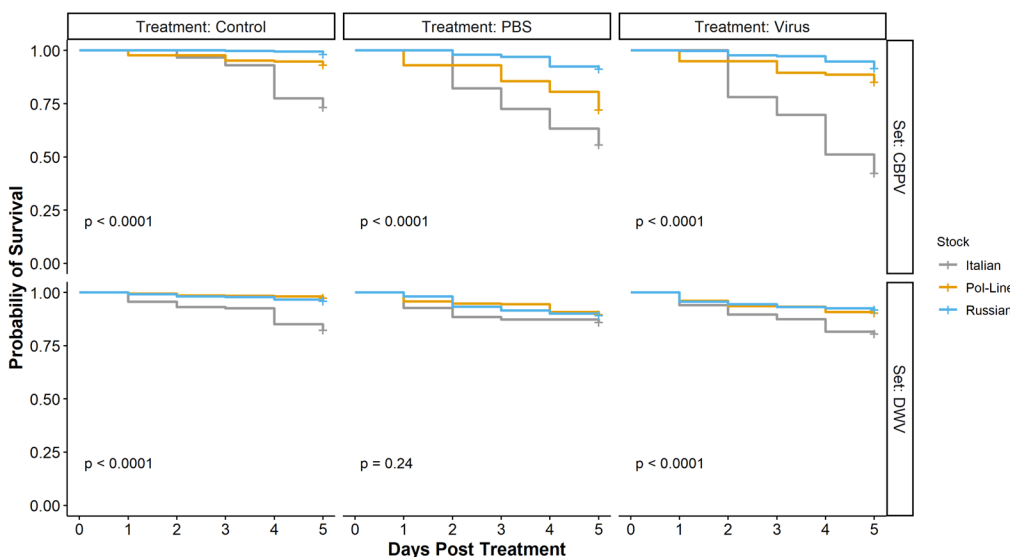 Treatment: Control
Treatment: PBS
Treatment: Virus
Probability of Survival
1.00
0.75
0.50
0.25
0.00
p < 0.0001
p < 0.0001
p < 0.0001
Set: CBPV
1.00
0.75
0.50
0.25
0.00
p < 0.0001
p = 0.24
p < 0.0001
Set: DWV
0 1 2 3 4 5
0 1 2 3 4 5
0 1 2 3 4 5
Days Post Treatment
Stock
Italian
Pol-Line
Russian